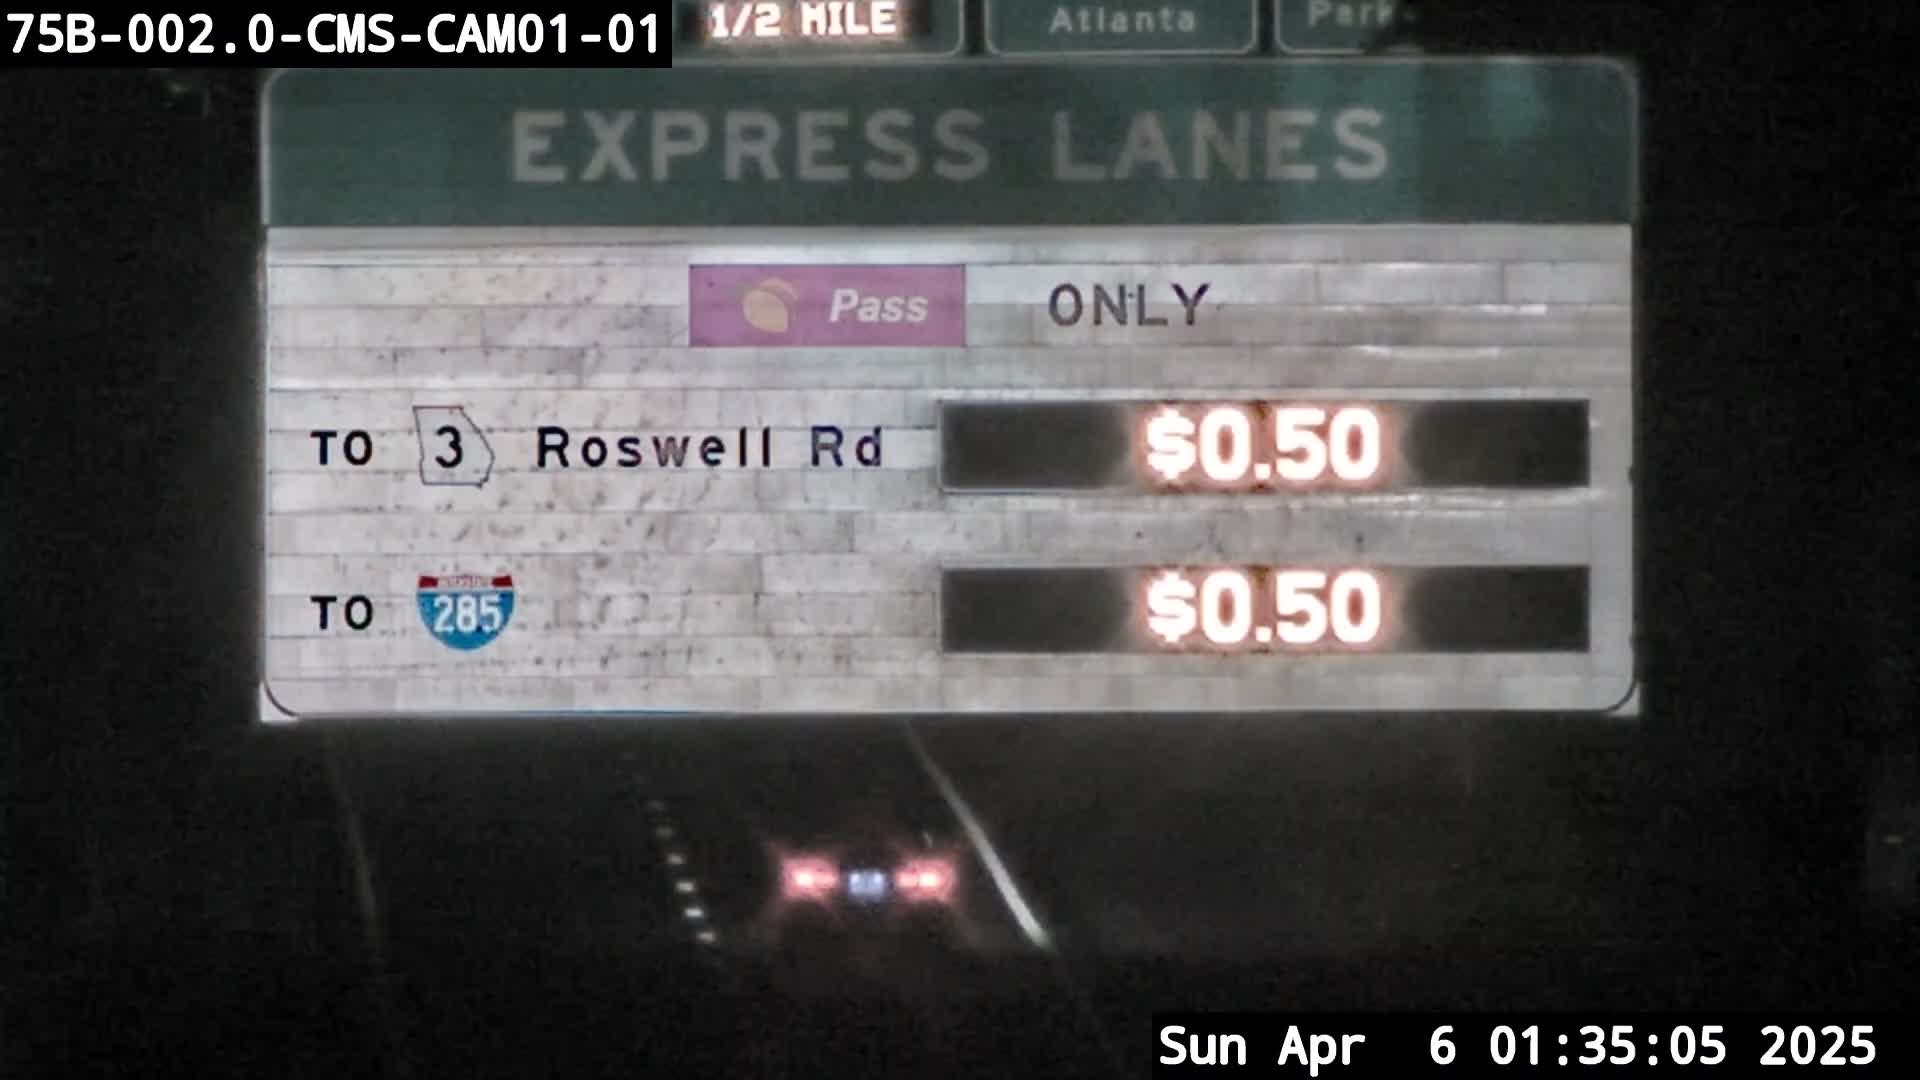 75B-002.0-CMS-CAM01-01
1/2 MILE
Atlanta
EXPRESS LANES
Pass ONLY
TO 3 Roswell Rd $0.50
TO 285 $0.50
Sun Apr 6 01:35:05 2025